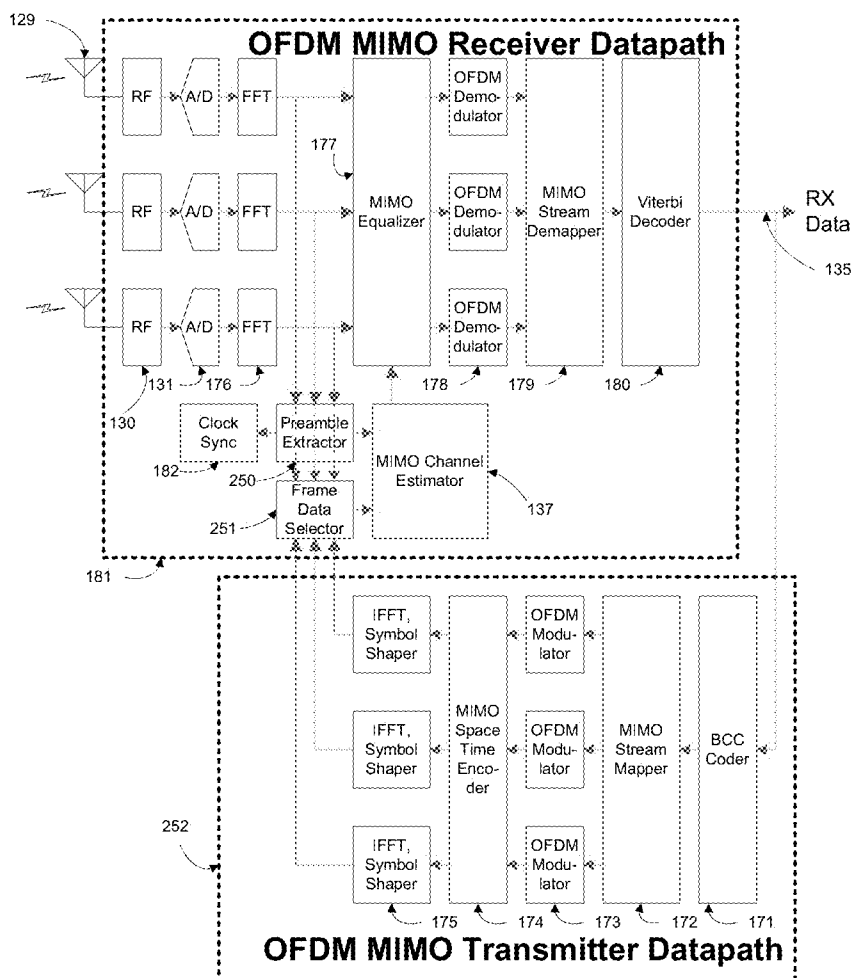 129
OFDM MIMO Receiver Datapath
RF
A/D
FFT
177
MIMO
Equalizer
OFDM
Demo-
dulator
RF
A/D
FFT
OFDM
Demo-
dulator
MIMO
Stream
Demapper
Viterbi
Decoder
RX
Data
135
RF
A/D
FFT
OFDM
Demo-
dulator
130
131
176
178
179
180
Clock
Sync
182
Preamble
Extractor
250
MIMO Channel
Estimator
137
Frame
Data
Selector
251
181
IFFT,
Symbol
Shaper
OFDM
Modu-
lator
IFFT,
Symbol
Shaper
MIMO
Space
Time
Enco-
der
OFDM
Modu-
lator
MIMO
Stream
Mapper
BCC
Coder
252
IFFT,
Symbol
Shaper
OFDM
Modu-
lator
175
174
173
172
171
OFDM MIMO Transmitter Datapath